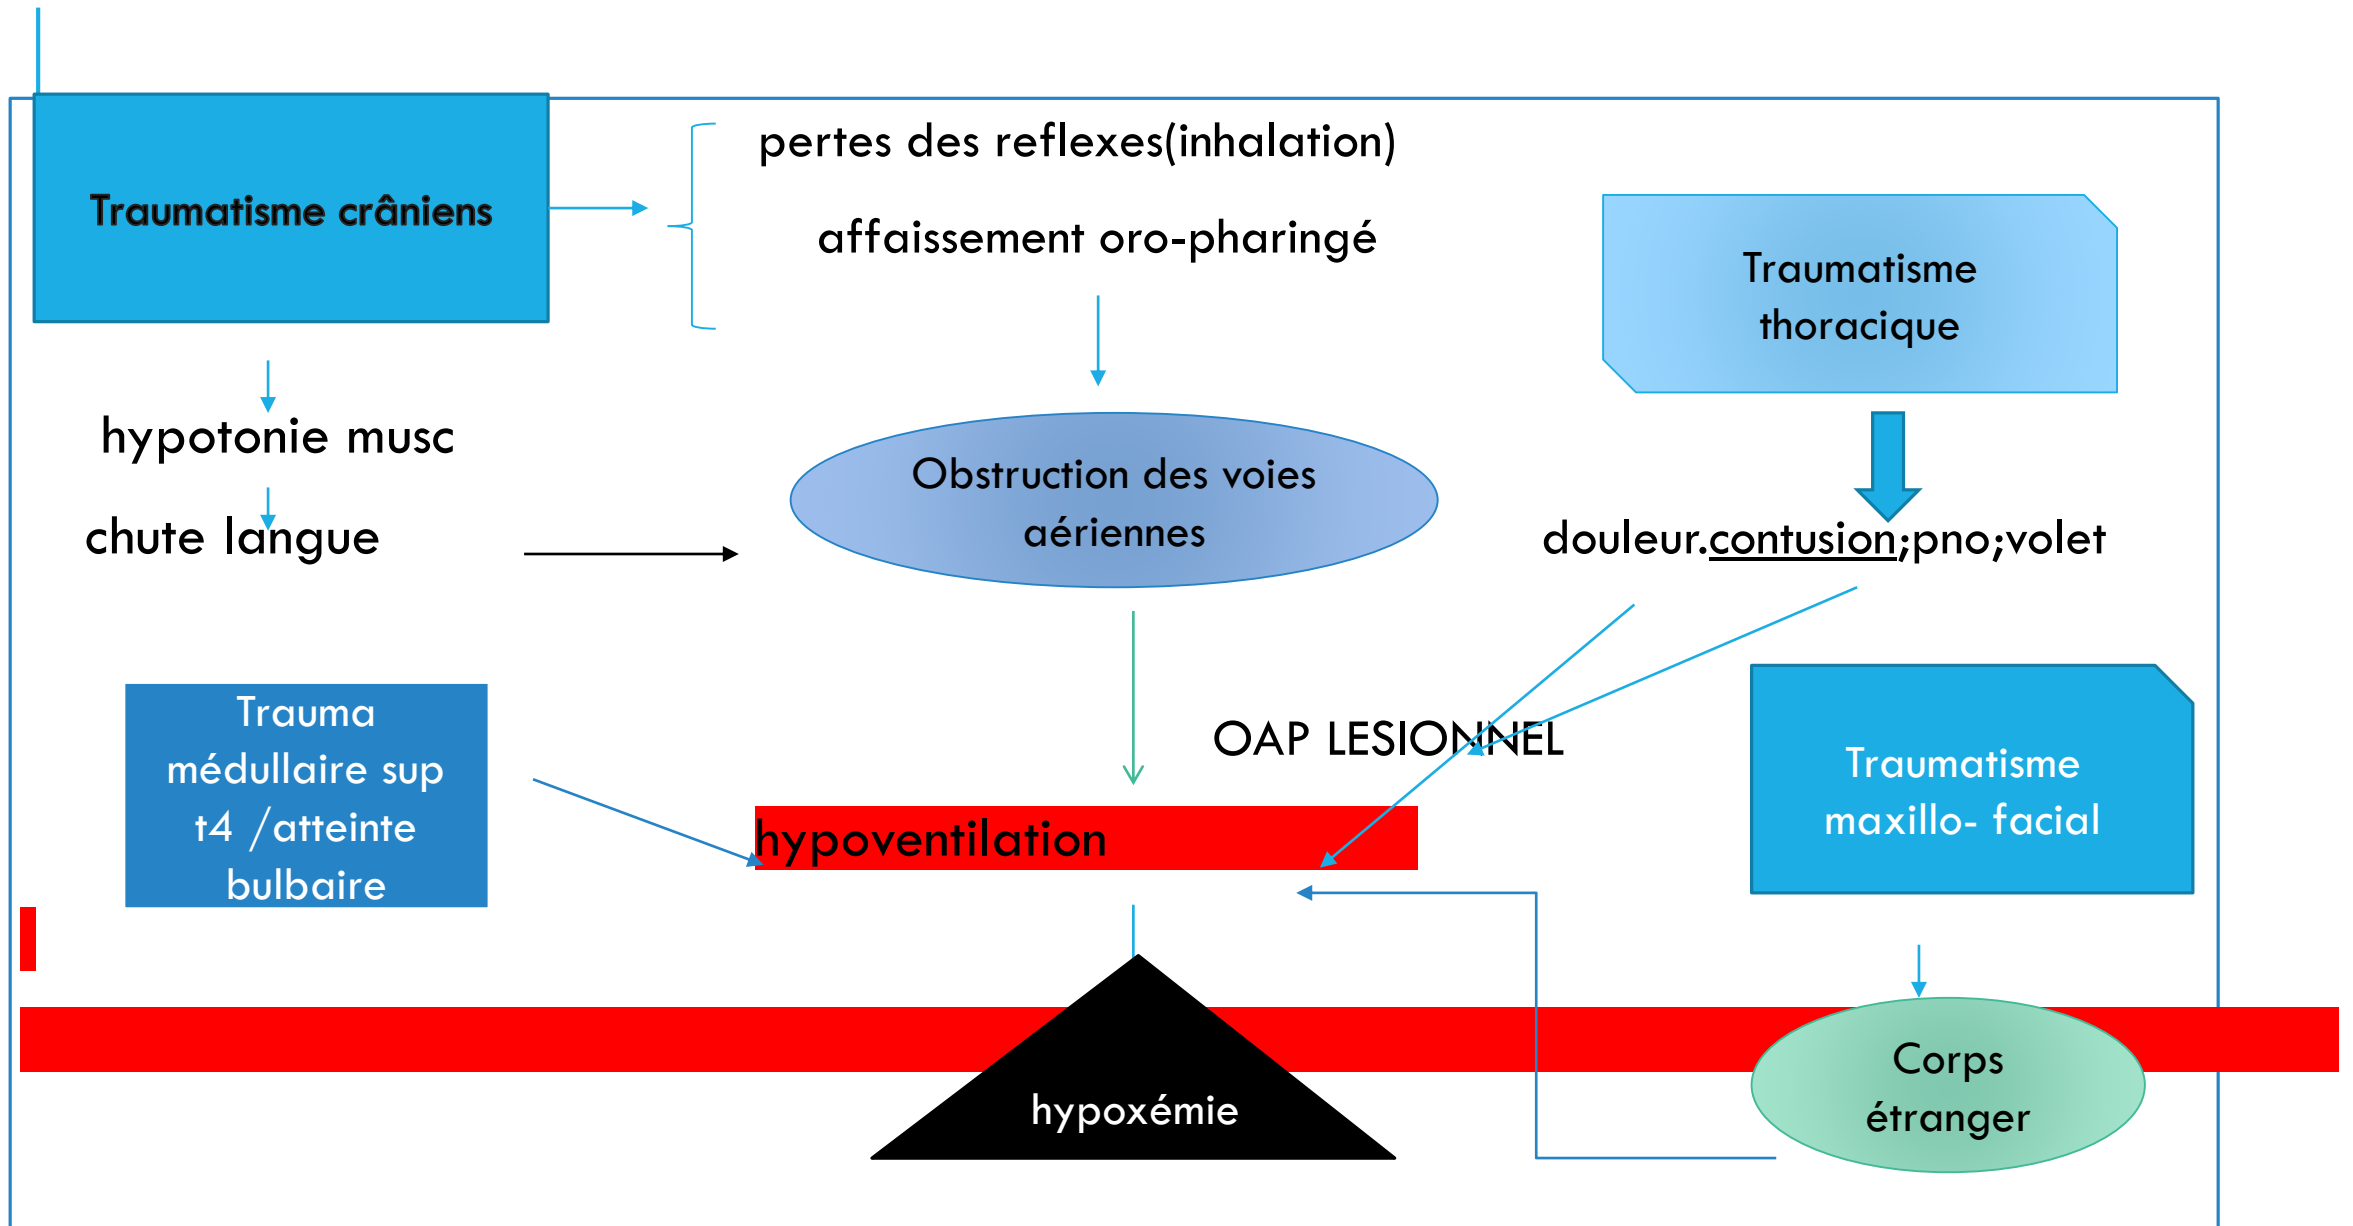 pertes des reflexes(inhalation)
Traumatisme crâniens
affaissement oro-pharingé
Traumatisme
thoracique
hypotonie musc
chute langue
Obstruction des voies
aériennes
douleur.contusion;pno;volet
Trauma
médullaire sup
t4 /atteinte
bulbaire
OAP LESIONNEL
hypoventilation
Traumatisme
maxillo- facial
hypoxémie
Corps
étranger